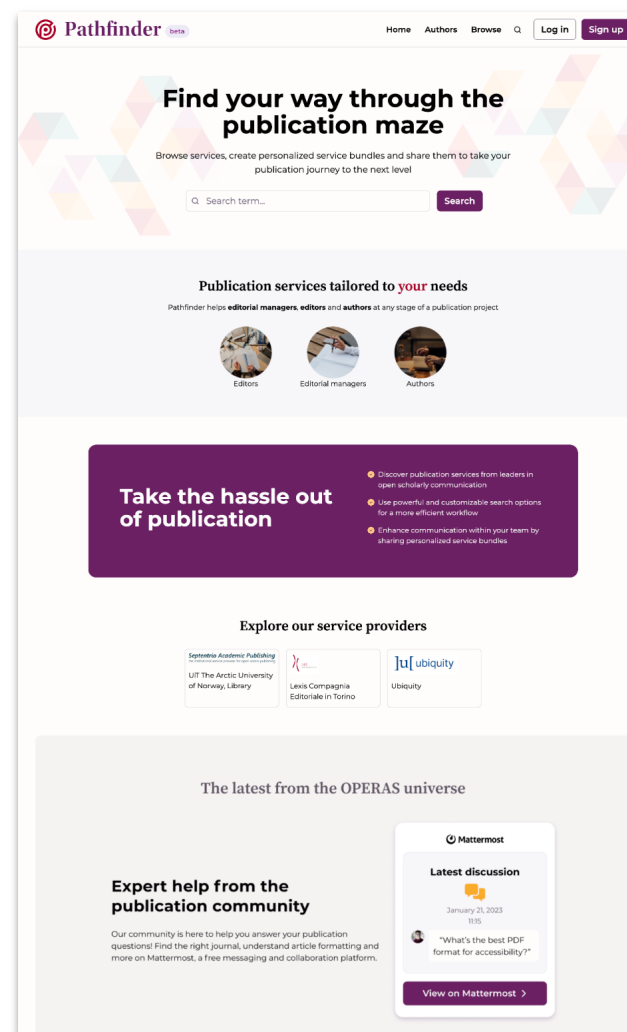 Pathfinder beta
Home Authors Browse Log in Sign up
Find your way through the
publication maze
Browse services, create personalized service bundles and share them to take your
publication journey to the next level
Search term... Search
Publication services tailored to your needs
Pathfinder helps editorial managers, editors and authors at any stage of a publication project
Editors Editorial managers Authors
Take the hassle out
of publication
Discover publication services from leaders in
open scholarly communication
Use powerful and customizable search options
for a more efficient workflow
Enhance communication within your team by
sharing personalized service bundles
Explore our service providers
Septentrio Academic Publishing
UiT The Arctic University
of Norway, Library
Lexis Compagnia
Editoriale in Torino
]u[ ubiquity
Ubiquity
The latest from the OPERAS universe
Expert help from the
publication community
Our community is here to help you answer your publication
questions! Find the right journal, understand article formatting and
more on Mattermost, a free messaging and collaboration platform.
Mattermost
Latest discussion
January 21, 2023
11:15
"What's the best PDF
format for accessibility?"
View on Mattermost >